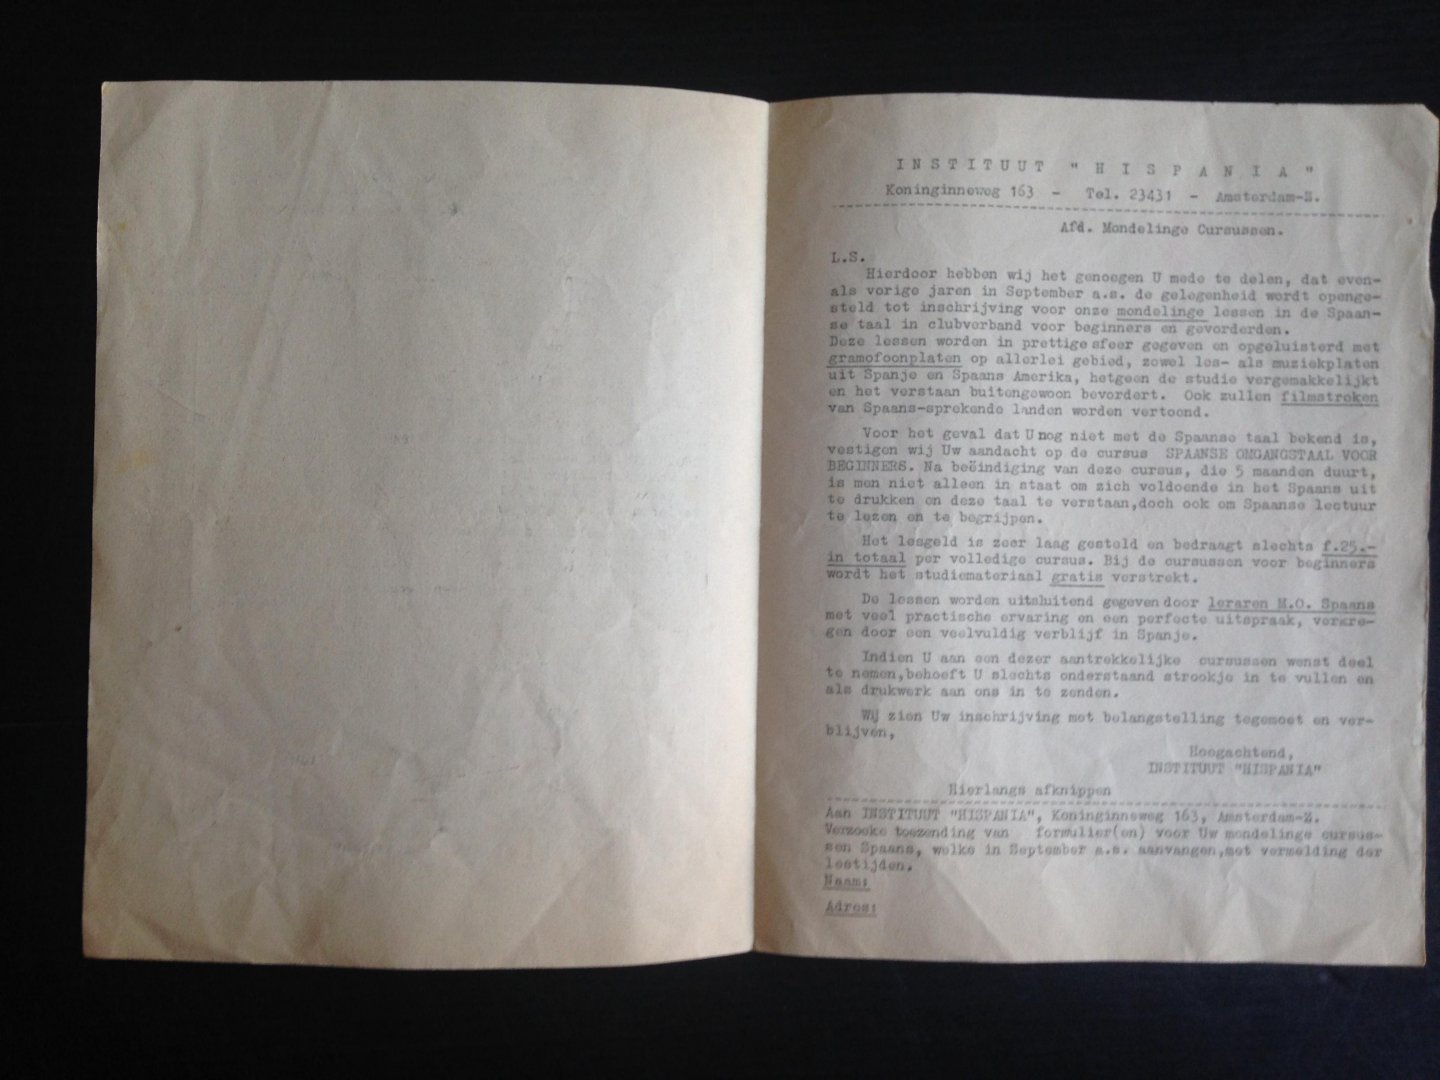 INSTITUUT "HISPANIA"
Koninginneweg 163 - Tel. 23431 - Amsterdam-Z.
Afd. Mondelinge Cursussen.
L.S.
Hierdoor hebben wij het genoegen U mede te delen, dat even-
als vorige jaren in September a.s. de gelegenheid wordt openge-
steld tot inschrijving voor onze mondelinge lessen in de Spaan-
se taal in clubverband voor beginners en gevorderden.
Deze lessen worden in prettige sfeer gegeven en opgeluisterd met
gramofoonplaten op allerlei gebied, zowel les- als muziekplaten
uit Spanje en Spaans Amerika, hetgeen de studie vergemakkelijkt
en het verstaan buitengewoon bevordert. Ook zullen filmstroken
van Spaans-sprekende landen worden vertoond.
Voor het geval dat U nog niet met de Spaanse taal bekend is,
vestigen wij Uw aandacht op de cursus SPAANSE OMGANGSTAAL VOOR
BEGINNERS. Na beëindiging van deze cursus, die 5 maanden duurt,
is men niet alleen in staat om zich voldoende in het Spaans uit
te drukken en deze taal te verstaan,doch ook om Spaanse lectuur
te lezen en te begrijpen.
Het lesgeld is zeer laag gesteld en bedraagt slechts f.25.-
in totaal per volledige cursus. Bij de cursussen voor beginners
wordt het studiemateriaal gratis verstrekt.
De lessen worden uitsluitend gegeven door leraren M.O. Spaans
met veel practische ervaring en een perfecte uitspraak, verkre-
gen door een veelvuldig verblijf in Spanje.
Indien U aan een dezer aantrekkelijke cursussen wenst deel
te nemen,behoeft U slechts onderstaand strookje in te vullen en
als drukwerk aan ons in te zenden.
Wij zien Uw inschrijving met belangstelling tegemoet en ver-
blijven,
Hoogachtend,
INSTITUUT "HISPANIA"
Hierlangs afknippen
Aan INSTITUUT "HISPANIA", Koninginneweg 163, Amsterdam-Z.
Verzoeke toezending van formulier(en) voor Uw mondelinge cursus-
sen Spaans, welke in September a.s. aanvangen,met vermelding der
lestijden.
Naam:
Adres: